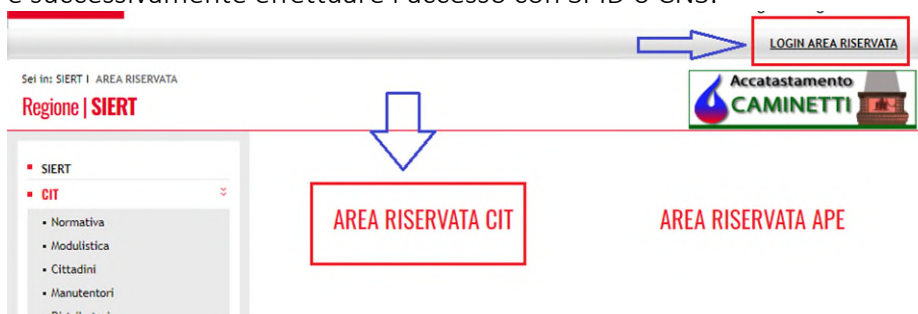 e successivamente effettuare l'accesso con SPID o CNS.
LOGIN AREA RISERVATA
Sei in: SIERT | AREA RISERVATA
Regione | SIERT
Accatastamento
CAMINETTI
SIERT
CIT
Normativa
Modulistica
Cittadini
Manutentori
AREA RISERVATA CIT
AREA RISERVATA APE